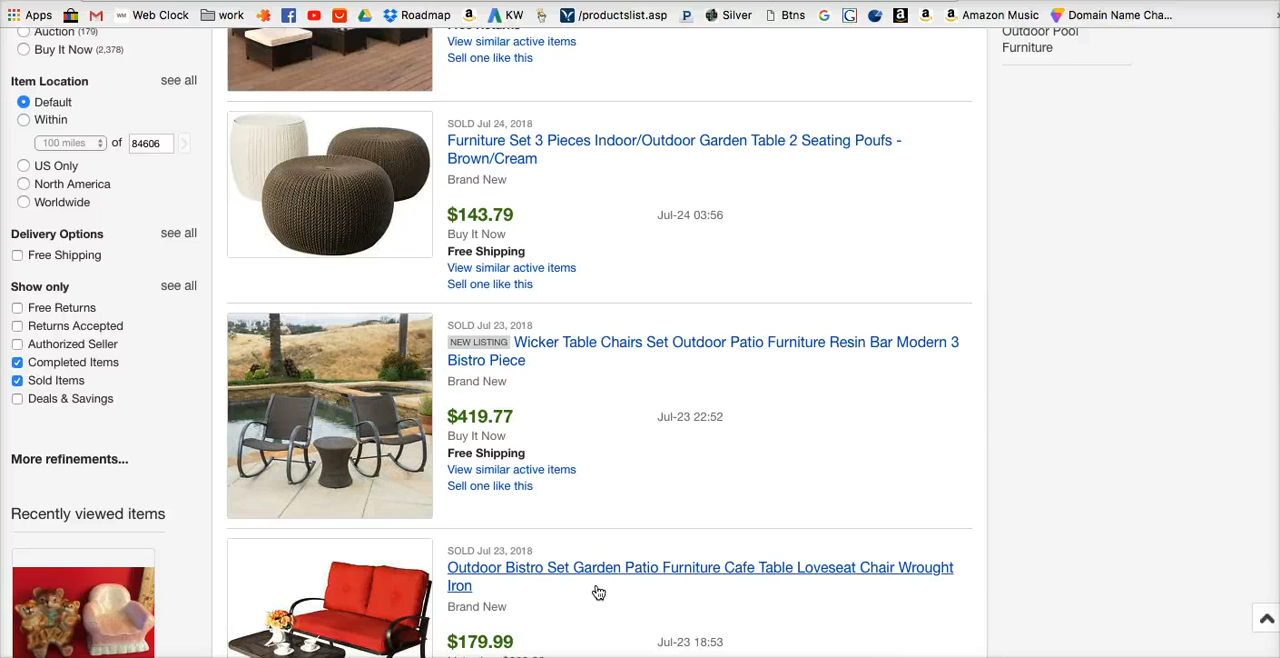 Apps Web Clock work Roadmap KW /productslist.asp Silver Btns Amazon Music Domain Name Cha...
Auction (179)
Buy It Now (2,378)
Item Location see all
Default
Within
100 miles of 84606
US Only
North America
Worldwide
Delivery Options see all
Free Shipping
Show only see all
Free Returns
Returns Accepted
Authorized Seller
Completed Items
Sold Items
Deals & Savings
More refinements...
Recently viewed items
View similar active items
Sell one like this
SOLD Jul 24, 2018
Furniture Set 3 Pieces Indoor/Outdoor Garden Table 2 Seating Poufs -
Brown/Cream
Brand New
$143.79 Jul-24 03:56
Buy It Now
Free Shipping
View similar active items
Sell one like this
SOLD Jul 23, 2018
NEW LISTING Wicker Table Chairs Set Outdoor Patio Furniture Resin Bar Modern 3
Bistro Piece
Brand New
$419.77 Jul-23 22:52
Buy It Now
Free Shipping
View similar active items
Sell one like this
SOLD Jul 23, 2018
Outdoor Bistro Set Garden Patio Furniture Cafe Table Loveseat Chair Wrought
Iron
Brand New
$179.99 Jul-23 18:53
Outdoor Pool
Furniture